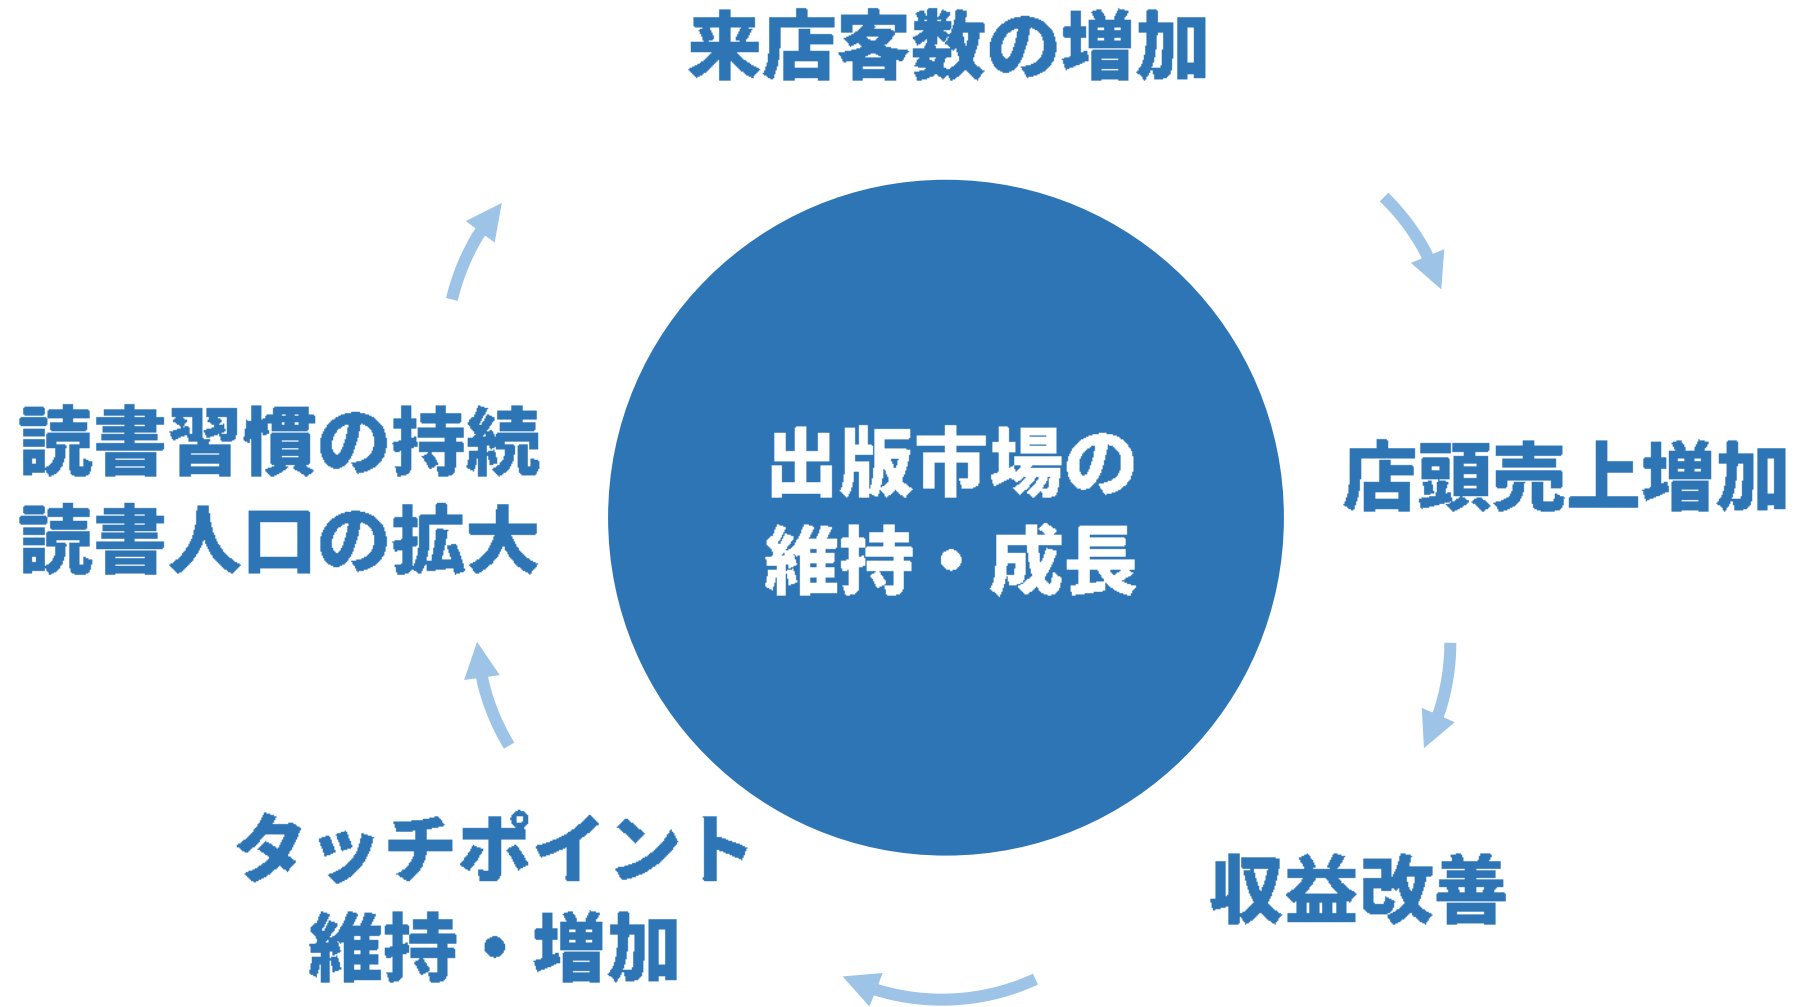 来店客数の増加
読書習慣の持続
読書人口の拡大
出版市場の
維持・成長
店頭売上増加
タッチポイント
維持・増加
収益改善